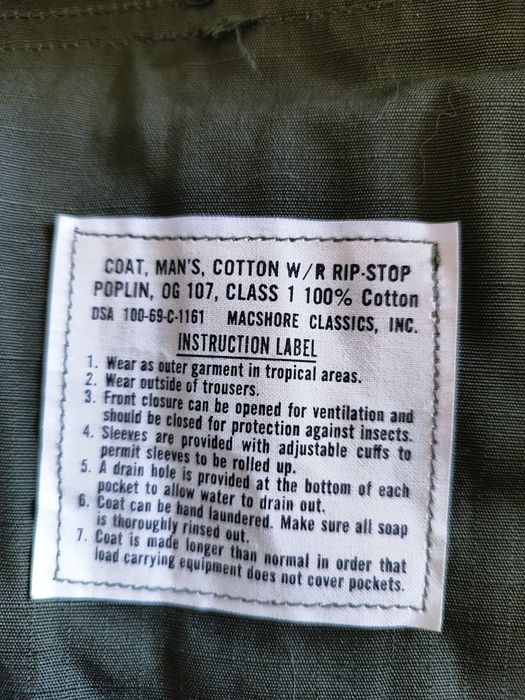 COAT, MAN'S, COTTON W/R RIP-STOP
POPLIN, OG 107, CLASS 1 100% Cotton
DSA 100-69-C-1161 MACSHORE CLASSICS, INC.
INSTRUCTION LABEL
1. Wear as outer garment in tropical areas.
2. Wear outside of trousers.
3. Front closure can be opened for ventilation and
should be closed for protection against insects.
4. Sleeves are provided with adjustable cuffs to
permit sleeves to be rolled up.
5. A drain hole is provided at the bottom of each
pocket to allow water to drain out.
6. Coat can be hand laundered. Make sure all soap
is thoroughly rinsed out.
7. Coat is made longer than normal in order that
load carrying equipment does not cover pockets.